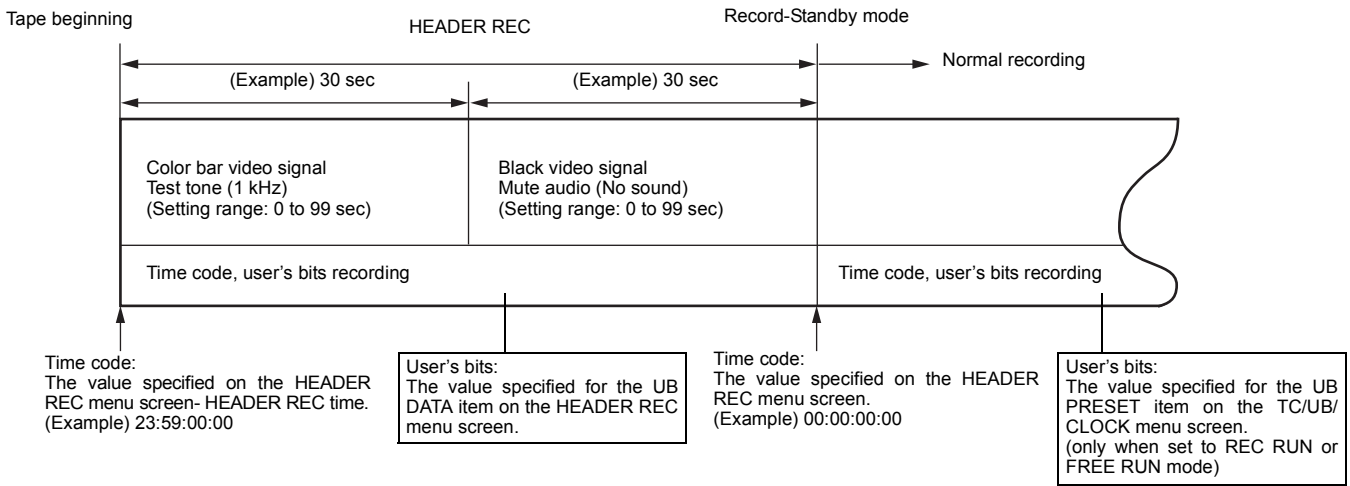 Tape beginning
HEADER REC
Record-Standby mode
Normal recording
(Example) 30 sec
(Example) 30 sec
Color bar video signal
Test tone (1 kHz)
(Setting range: 0 to 99 sec)
Black video signal
Mute audio (No sound)
(Setting range: 0 to 99 sec)
Time code, user's bits recording
Time code, user's bits recording
Time code:
The value specified on the HEADER
REC menu screen- HEADER REC time.
(Example) 23:59:00:00
User's bits:
The value specified for the UB
DATA item on the HEADER REC
menu screen.
Time code:
The value specified on the HEADER
REC menu screen.
(Example) 00:00:00:00
User's bits:
The value specified for the UB
PRESET item on the TC/UB/
CLOCK menu screen.
(only when set to REC RUN or
FREE RUN mode)